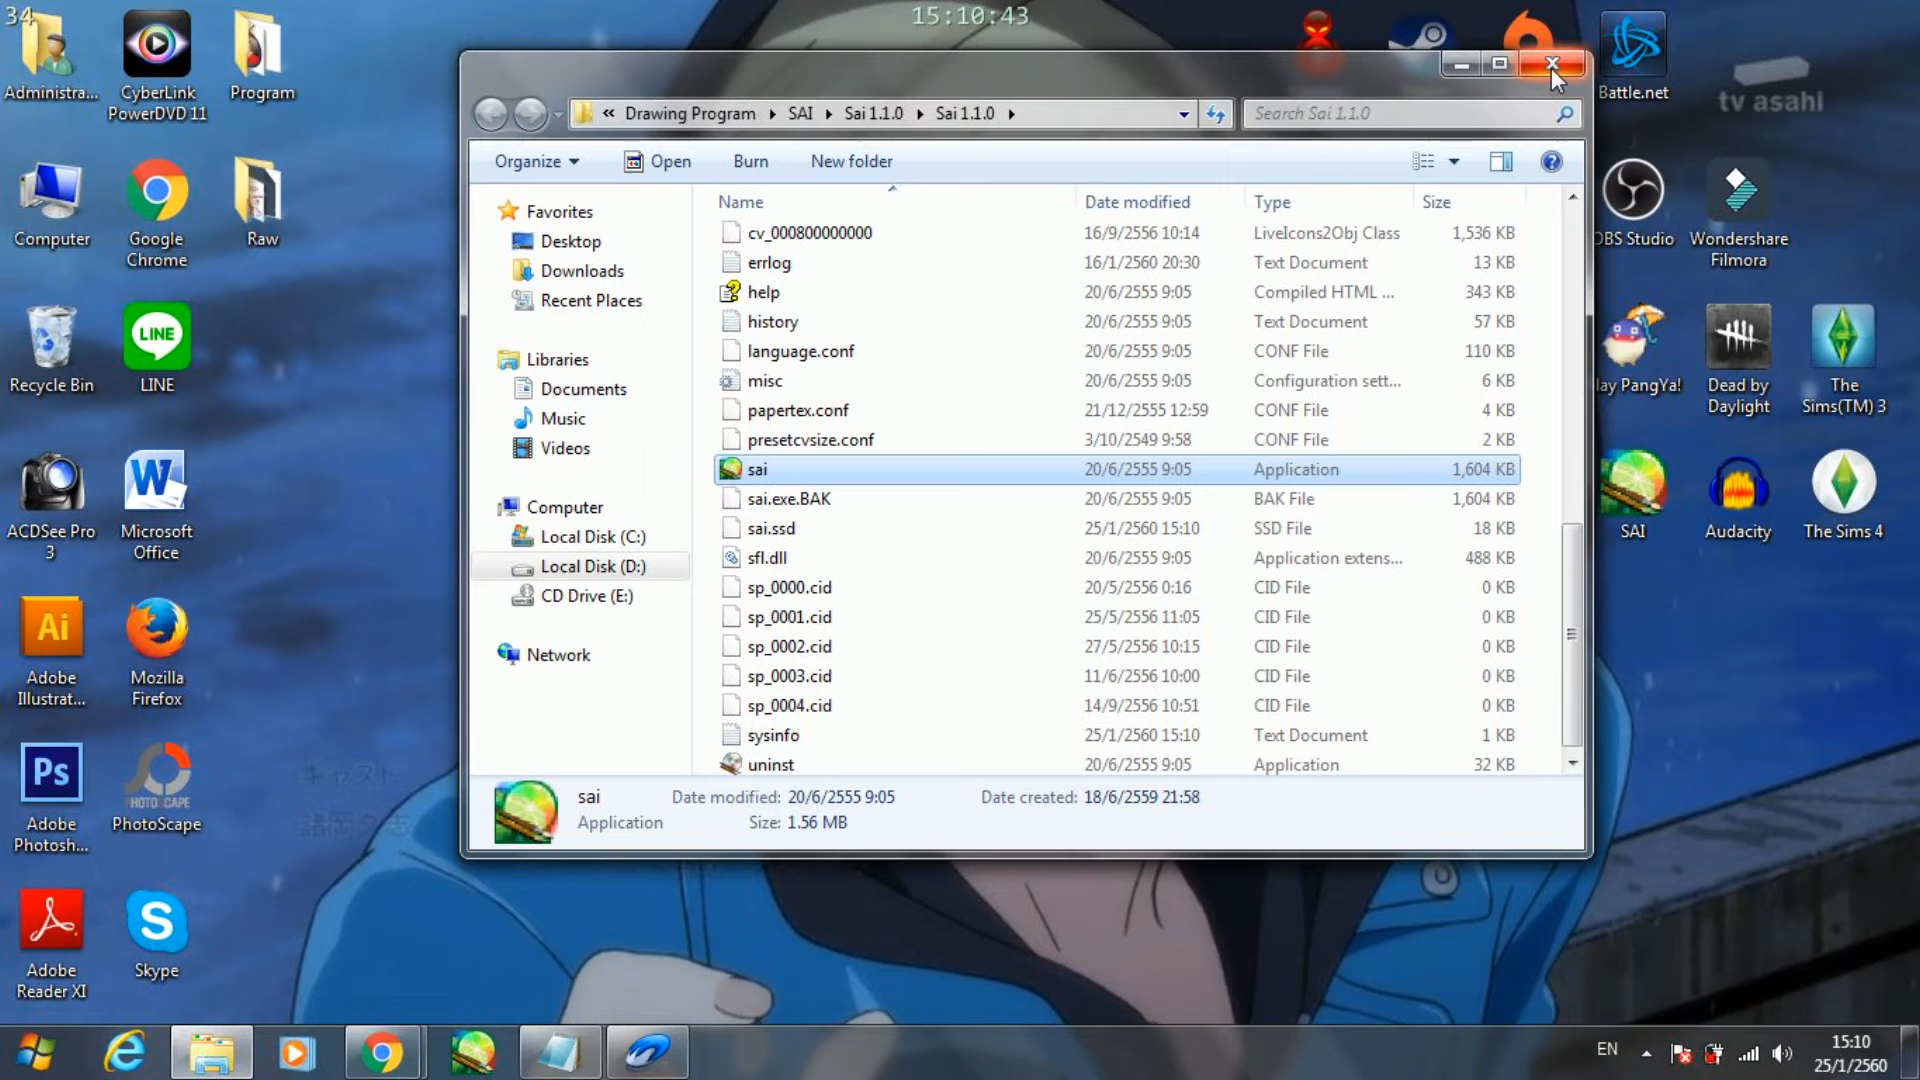 34
15:10:43
Administra...
CyberLink
PowerDVD 11
Program
Computer
Google
Chrome
Raw
Recycle Bin
LINE
LINE
ACDSee Pro
3
Microsoft
Office
Ai
Adobe
Illustrat...
Mozilla
Firefox
Ps
Adobe
Photosh...
PhotoScape
キャスト
Adobe
Reader XI
Skype
Battle.net
tv asahi
OBS Studio
Wondershare
Filmora
lay PangYa!
Dead by
Daylight
The
Sims(TM) 3
SAI
Audacity
The Sims 4
« Drawing Program SAI Sai 1.1.0 Sai 1.1.0
Search Sai 1.1.0
Organize Open Burn New folder
Favorites
Desktop
Downloads
Recent Places
Libraries
Documents
Music
Videos
Computer
Local Disk (C:)
Local Disk (D:)
CD Drive (E:)
Network
Name Date modified Type Size
cv_000800000000 16/9/2556 10:14 LiveIcons2Obj Class 1,536 KB
errlog 16/1/2560 20:30 Text Document 13 KB
help 20/6/2555 9:05 Compiled HTML ... 343 KB
history 20/6/2555 9:05 Text Document 57 KB
language.conf 20/6/2555 9:05 CONF File 110 KB
misc 20/6/2555 9:05 Configuration sett... 6 KB
papertex.conf 21/12/2555 12:59 CONF File 4 KB
presetcvsize.conf 3/10/2549 9:58 CONF File 2 KB
sai 20/6/2555 9:05 Application 1,604 KB
sai.exe.BAK 20/6/2555 9:05 BAK File 1,604 KB
sai.ssd 25/1/2560 15:10 SSD File 18 KB
sfl.dll 20/6/2555 9:05 Application extens... 488 KB
sp_0000.cid 20/5/2556 0:16 CID File 0 KB
sp_0001.cid 25/5/2556 11:05 CID File 0 KB
sp_0002.cid 27/5/2556 10:15 CID File 0 KB
sp_0003.cid 11/6/2556 10:00 CID File 0 KB
sp_0004.cid 14/9/2556 10:51 CID File 0 KB
sysinfo 25/1/2560 15:10 Text Document 1 KB
uninst 20/6/2555 9:05 Application 32 KB
sai Date modified: 20/6/2555 9:05 Date created: 18/6/2559 21:58
Application Size: 1.56 MB
EN
15:10
25/1/2560